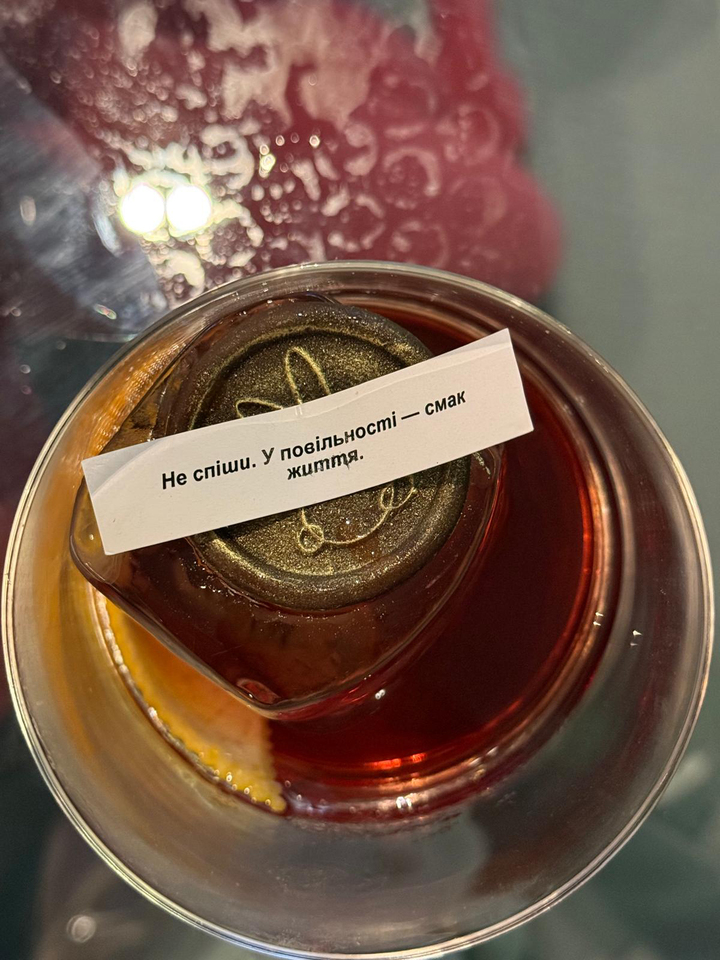 Не спіши. У повільності — смак
життя.